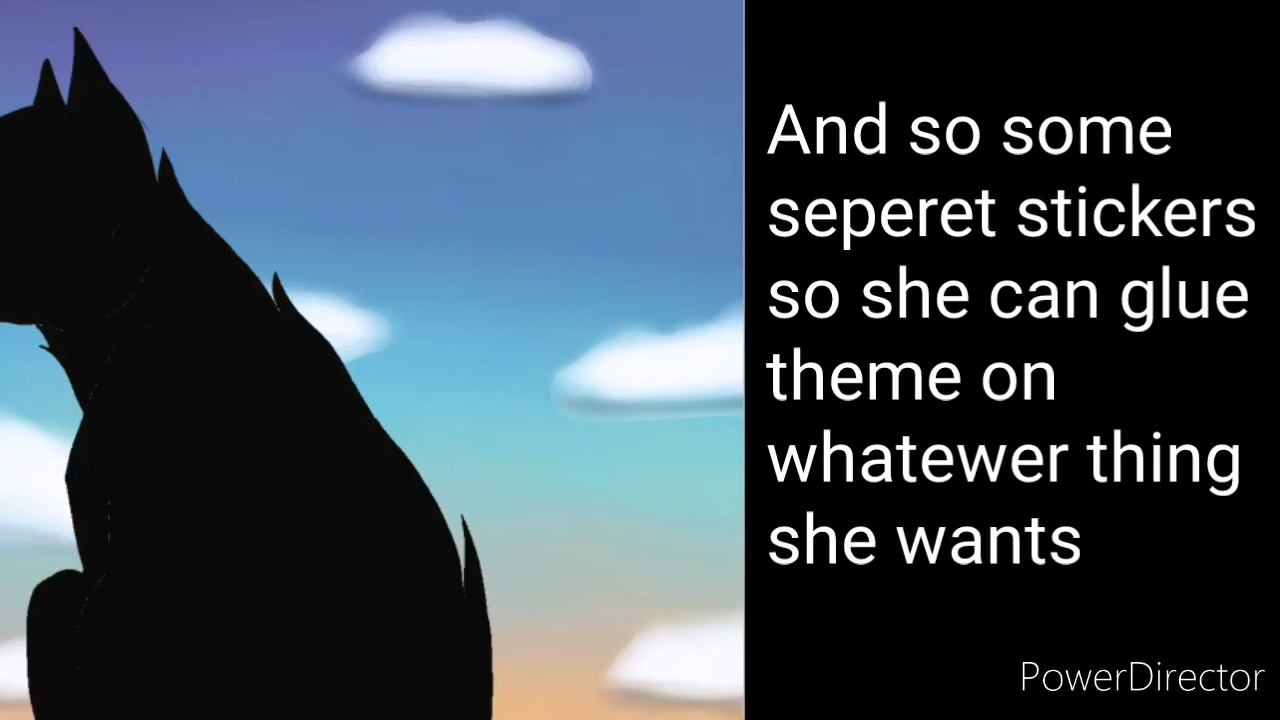 And so some
seperet stickers
so she can glue
theme on
whatewer thing
she wants
PowerDirector